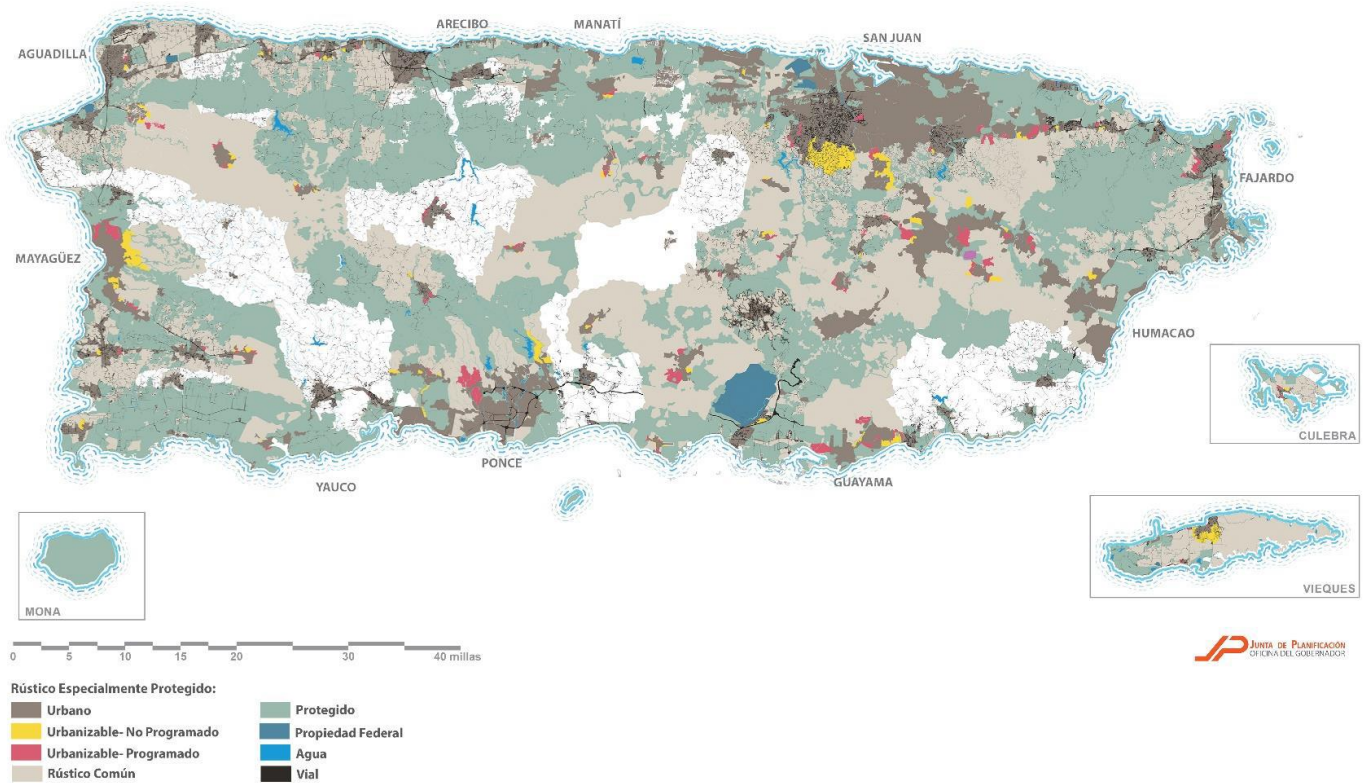 ARECIBO
MANATÍ
SAN JUAN
AGUADILLA
FAJARDO
MAYAGÜEZ
HUMACAO
CULEBRA
PONCE
YAUCO
GUAYAMA
VIEQUES
MONA
0 5 10 15 20 30 40 millas
JP JUNTA DE PLANIFICACIÓN
OFICINA DEL GOBERNADOR
Rústico Especialmente Protegido:
Urbano
Urbanizable- No Programado
Urbanizable- Programado
Rústico Común
Protegido
Propiedad Federal
Agua
Vial